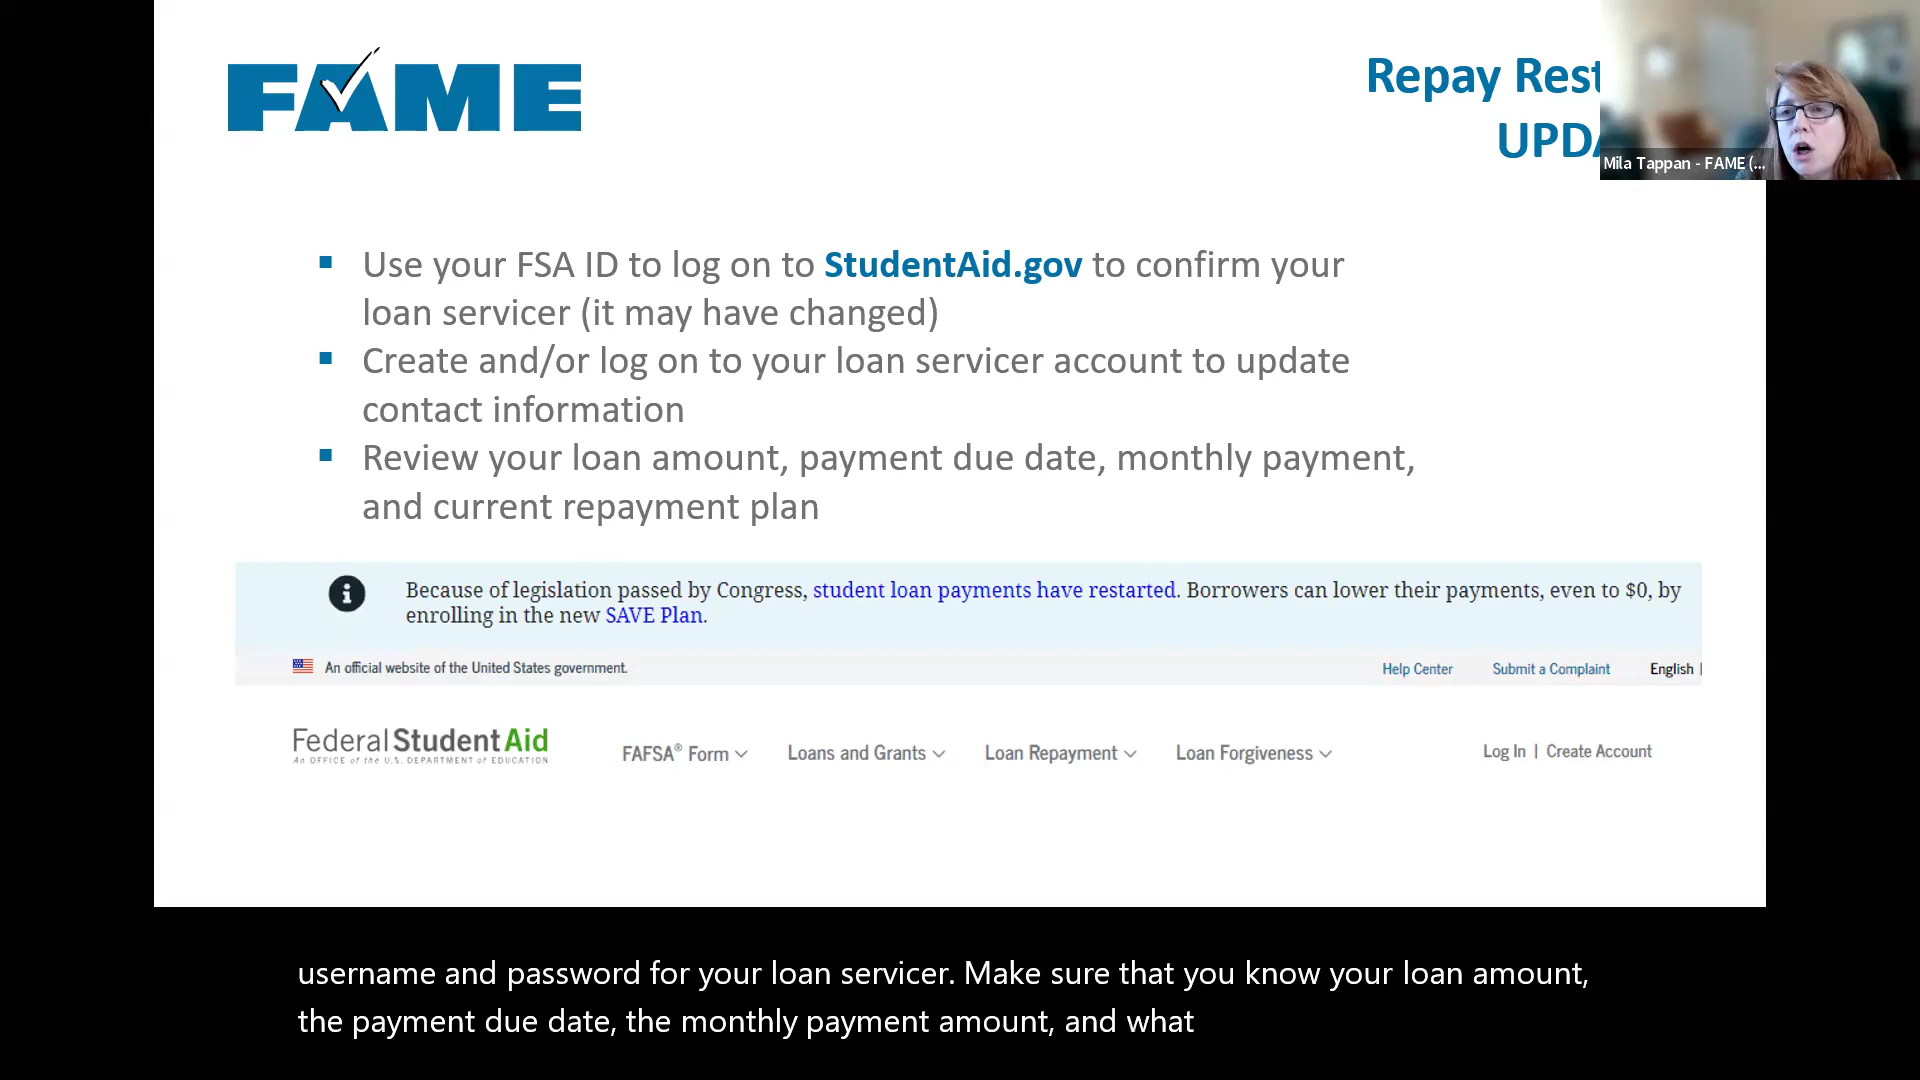 FAME
Repay Rest
UPDA
Mila Tappan - FAME (...
Use your FSA ID to log on to StudentAid.gov to confirm your
loan servicer (it may have changed)
Create and/or log on to your loan servicer account to update
contact information
Review your loan amount, payment due date, monthly payment,
and current repayment plan
Because of legislation passed by Congress, student loan payments have restarted. Borrowers can lower their payments, even to $0, by
enrolling in the new SAVE Plan.
An official website of the United States government.
Help Center Submit a Complaint English |
Federal Student Aid
An OFFICE of the U.S. DEPARTMENT of EDUCATION
FAFSA® Form Loans and Grants Loan Repayment Loan Forgiveness Log In | Create Account
username and password for your loan servicer. Make sure that you know your loan amount,
the payment due date, the monthly payment amount, and what